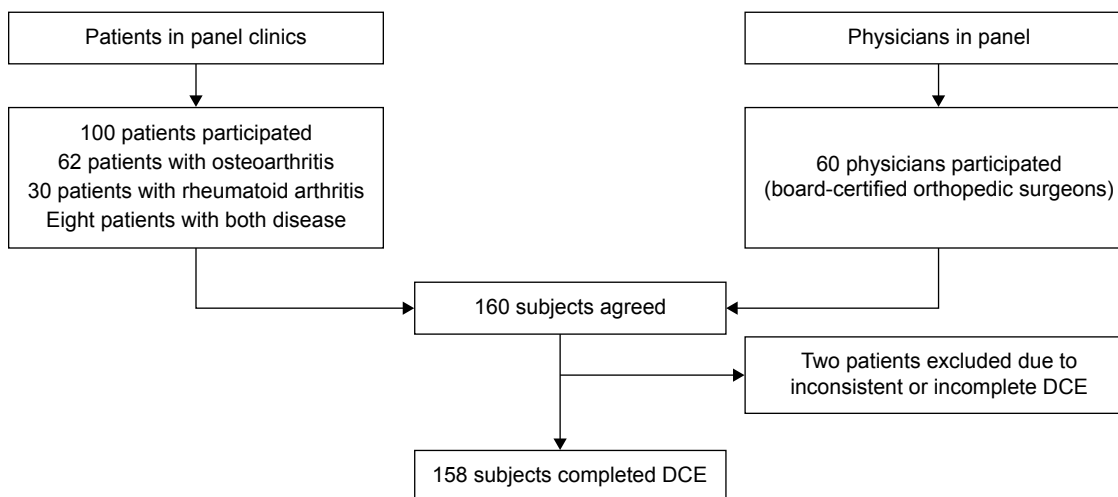 Patients in panel clinics
Physicians in panel
100 patients participated
62 patients with osteoarthritis
30 patients with rheumatoid arthritis
Eight patients with both disease
60 physicians participated
(board-certified orthopedic surgeons)
160 subjects agreed
Two patients excluded due to
inconsistent or incomplete DCE
158 subjects completed DCE